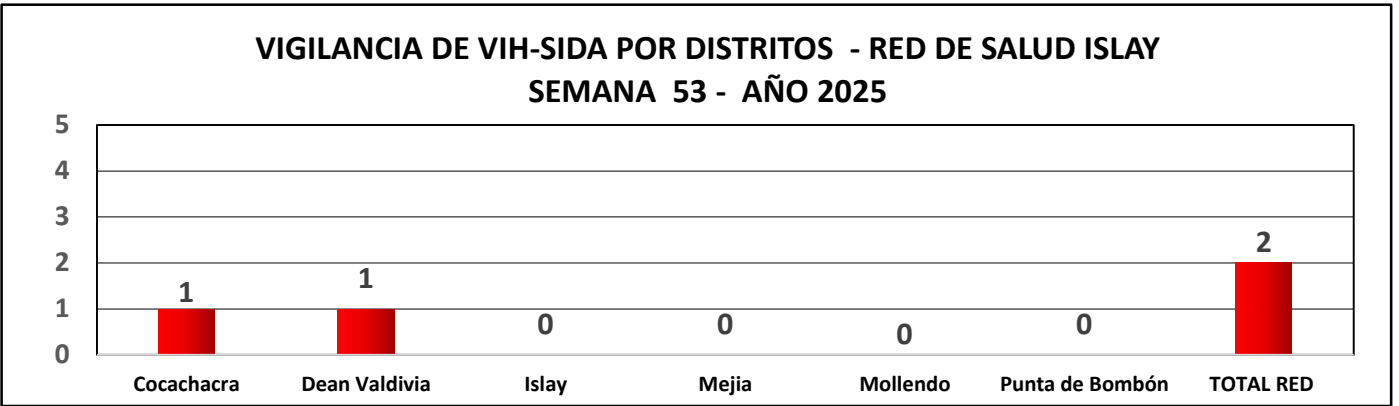 VIGILANCIA DE VIH-SIDA POR DISTRITOS - RED DE SALUD ISLAY
SEMANA 53 - AÑO 2025
5
4
3
2
1
0
1
1
0
0
0
0
2
Cocachacra
Dean Valdivia
Islay
Mejia
Mollendo
Punta de Bombón
TOTAL RED